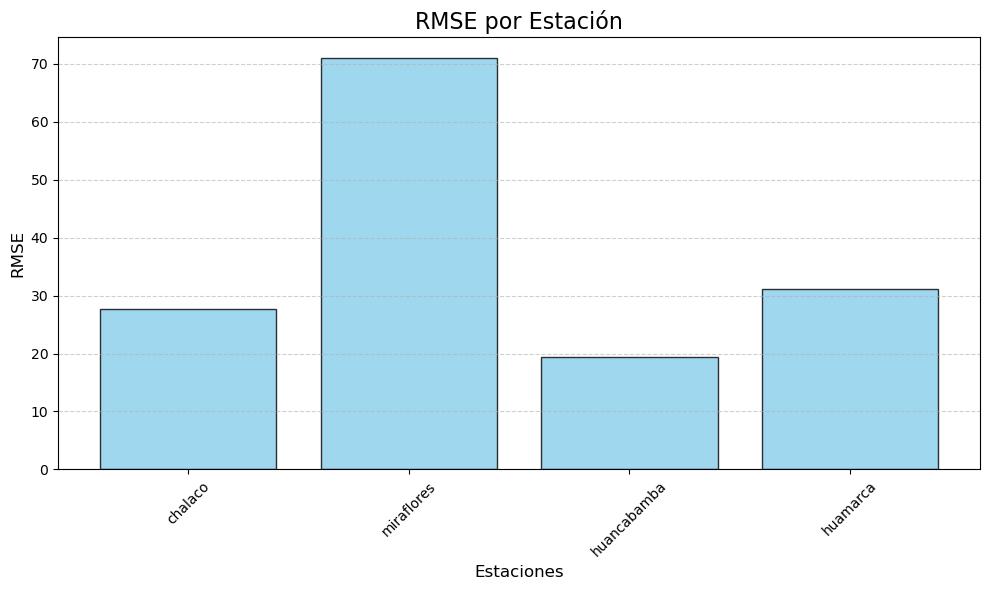 RMSE por Estación
RMSE
70
60
50
40
30
20
10
0
chalaco
miraflores
huancabamba
huamarca
Estaciones